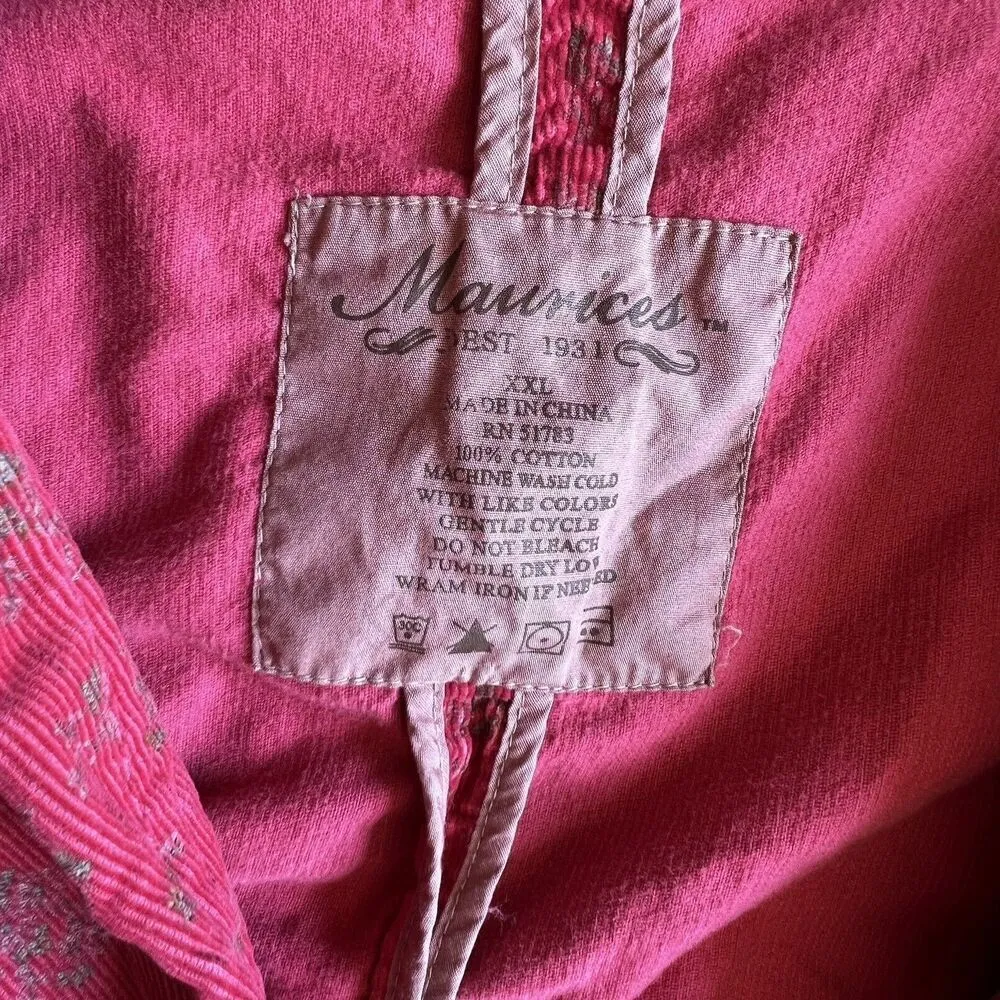 Maurices™
EST 1931
XXL
MADE IN CHINA
RN 51783
100% COTTON
MACHINE WASH COLD
WITH LIKE COLORS
GENTLE CYCLE
DO NOT BLEACH
TUMBLE DRY LOW
WRAM IRON IF NEEDED
30C